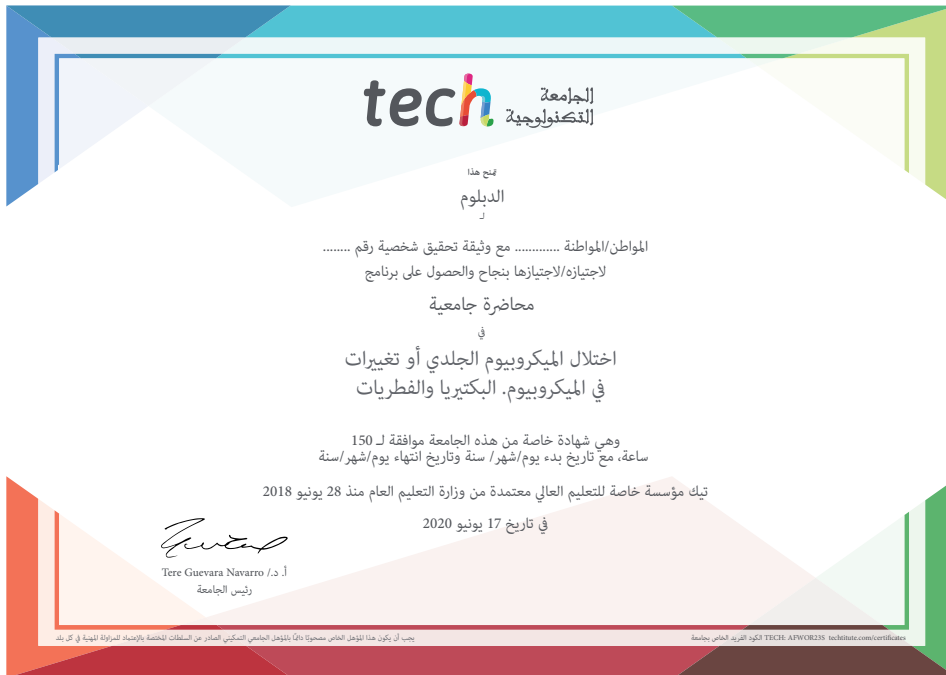 tech الجامعة
التكنولوجية
يمنح هذا
الدبلوم
لـ
المواطن/المواطنة ............ مع وثيقة تحقيق شخصية رقم ........
لاجتيازه/لاجتيازها بنجاح والحصول على برنامج
محاضرة جامعية
في
اختلال الميكروبيوم الجلدي أو تغييرات
في الميكروبيوم. البكتيريا والفطريات
وهي شهادة خاصة من هذه الجامعة موافقة لـ 150
ساعة، مع تاريخ بدء يوم/شهر/ سنة وتاريخ انتهاء يوم/شهر/سنة
تيك مؤسسة خاصة للتعليم العالي معتمدة من وزارة التعليم العام منذ 28 يونيو 2018
في تاريخ 17 يونيو 2020
أ. د./ Tere Guevara Navarro
رئيس الجامعة
يجب أن يكون هذا المؤهل الخاص مصحوبًا دائمًا بالمؤهل الجامعي التمكيني الصادر عن السلطات المختصة بالإعتماد للمزاولة المهنية في كل بلد
الكود الفريد الخاص بجامعة TECH: AFWOR23S techtitute.com/certificates